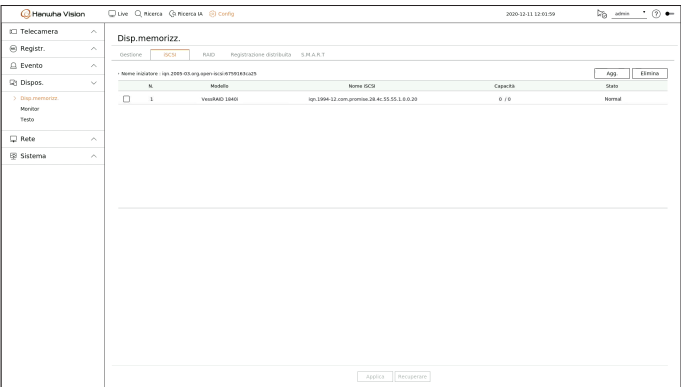 Hanwha Vision
Live Ricerca Ricerca IA Config 2020-12-11 12:01:59 admin ?
Telecamera
Registr.
Evento
Dispos.
Disp.memorizz.
Monitor
Testo
Rete
Sistema
Disp.memorizz.
Gestione iSCSI RAID Registrazione distribuita S.M.A.R.T
Nome iniziatore - iqn.2005-03.org.open-iscsi:6759163ca25 Agg. Elimina
N. Modello Nome iSCSI Capacità State
1 VessRAID 1840i iqn.1994-12.com.promise.28.4c.55.55.1.0.0.20 0 / 0 Normal
Applica Recuperare